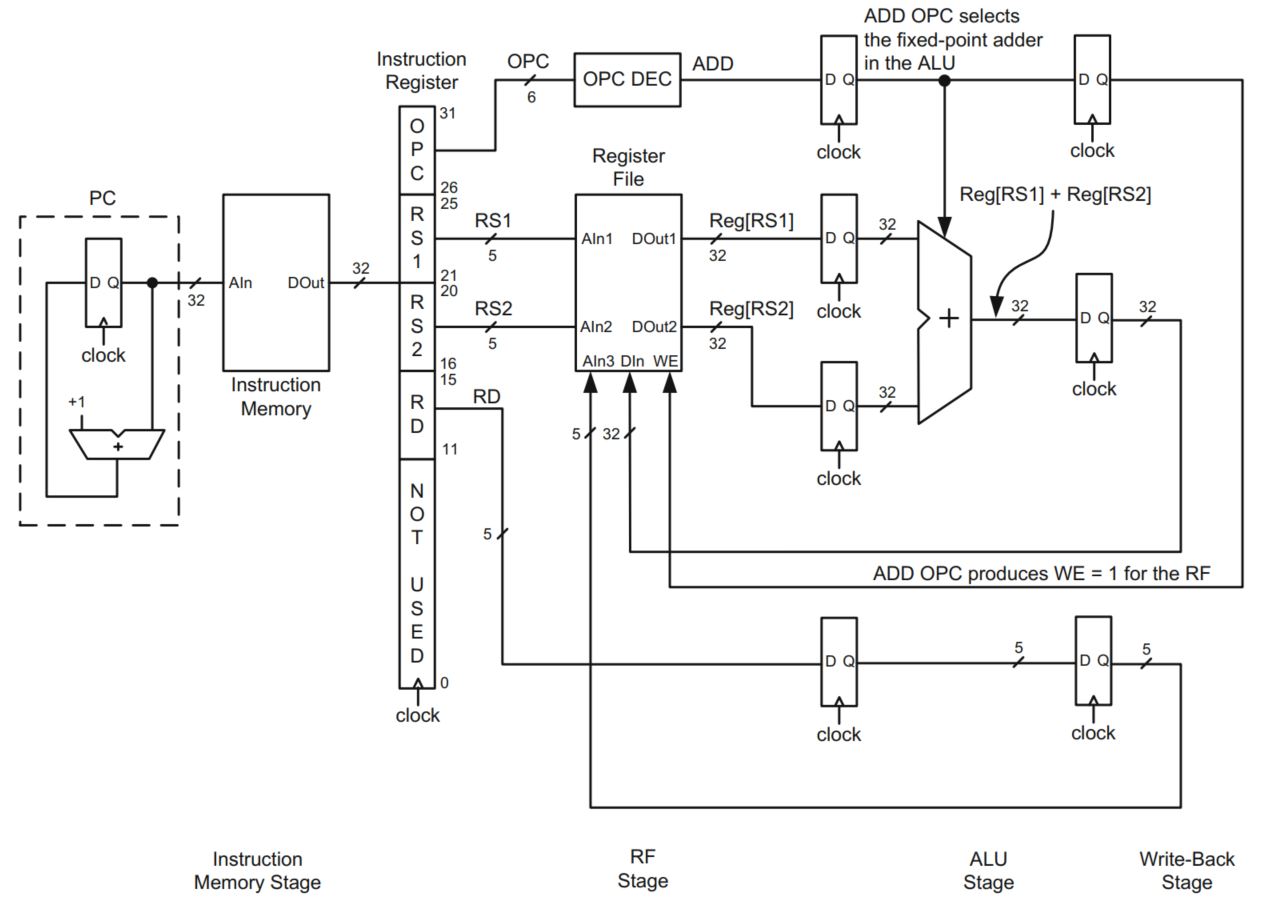 ADD OPC selects
the fixed-point adder
in the ALU
Instruction
Register
OPC
6
OPC DEC
ADD
D Q
clock
D Q
clock
31
O
P
C
26
25
R
S
1
21
20
R
S
2
16
15
R
D
11
N
O
T
U
S
E
D
0
clock
PC
D Q
clock
+1
+
32
AIn
DOut
Instruction
Memory
32
RS1
5
RS2
5
RD
5
Register
File
AIn1
DOut1
AIn2
DOut2
AIn3
DIn
WE
5
32
Reg[RS1]
32
Reg[RS2]
32
D Q
clock
32
D Q
clock
32
+
Reg[RS1] + Reg[RS2]
32
D Q
clock
32
ADD OPC produces WE = 1 for the RF
D Q
clock
5
D Q
clock
5
Instruction
Memory Stage
RF
Stage
ALU
Stage
Write-Back
Stage